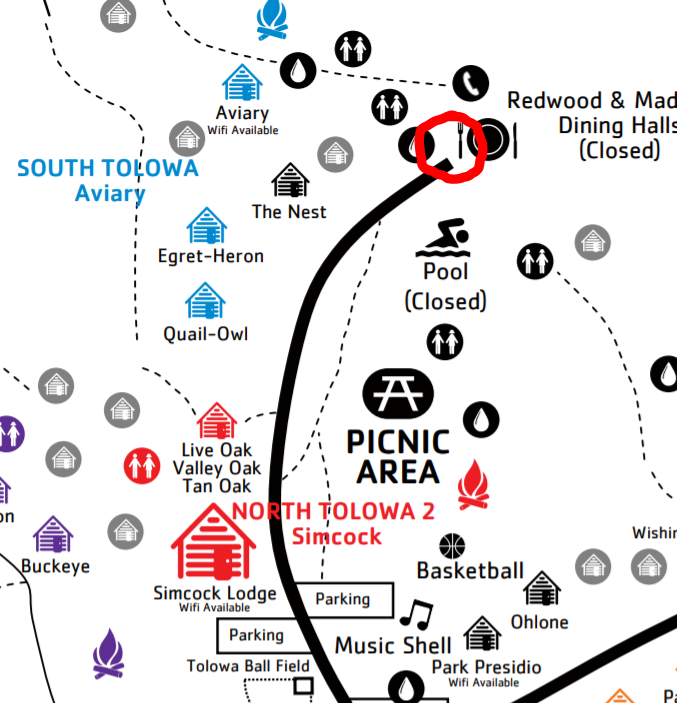 Aviary
Wifi Available
Redwood & Mad
Dining Halls
(Closed)
SOUTH TOLOWA
Aviary
The Nest
Egret-Heron
Pool
(Closed)
Quail-Owl
Live Oak
Valley Oak
Tan Oak
PICNIC
AREA
NORTH TOLOWA 2
Simcock
on
Buckeye
Wishin
Basketball
Simcock Lodge
Wifi Available
Parking
Ohlone
Parking
Music Shell
Tolowa Ball Field
Park Presidio
Wifi Available
Pa